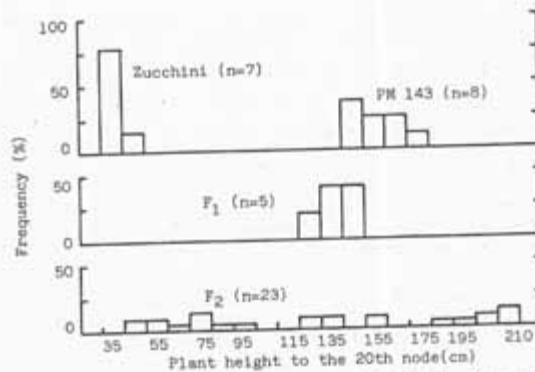 100
Zucchini (n=7)
PM 143 (n=8)
50
0
Frequency (%)
50
F1 (n=5)
0
50
F2 (n=23)
0
35 55 75 95 115 135 155 175 195 210
Plant height to the 20th node(cm)